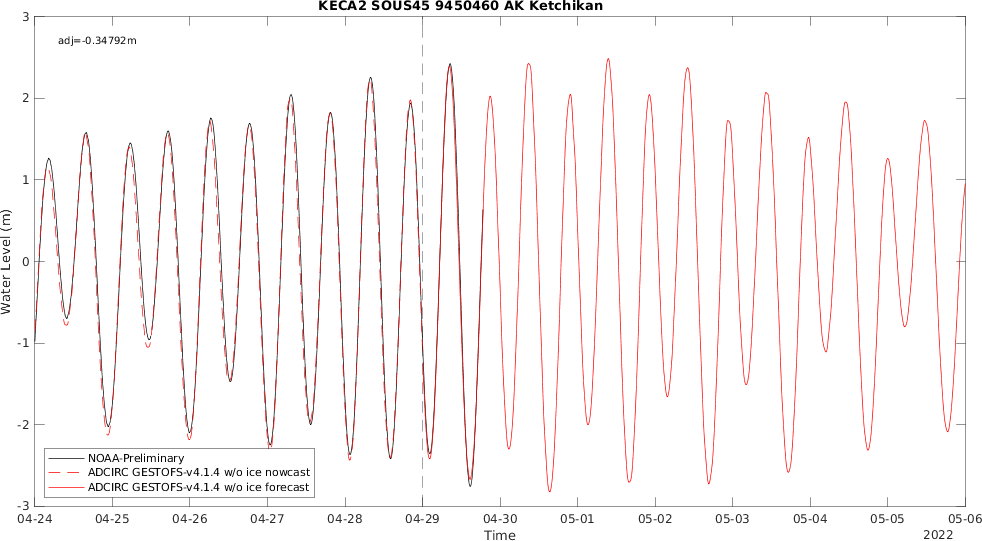 KECA2 SOUS45 9450460 AK Ketchikan
adj=-0.34792m
3
2
1
0
-1
-2
-3
Water Level (m)
NOAA-Preliminary
ADCIRC GESTOFS-v4.1.4 w/o ice nowcast
ADCIRC GESTOFS-v4.1.4 w/o ice forecast
04-24 04-25 04-26 04-27 04-28 04-29 04-30 05-01 05-02 05-03 05-04 05-05 05-06
Time
2022